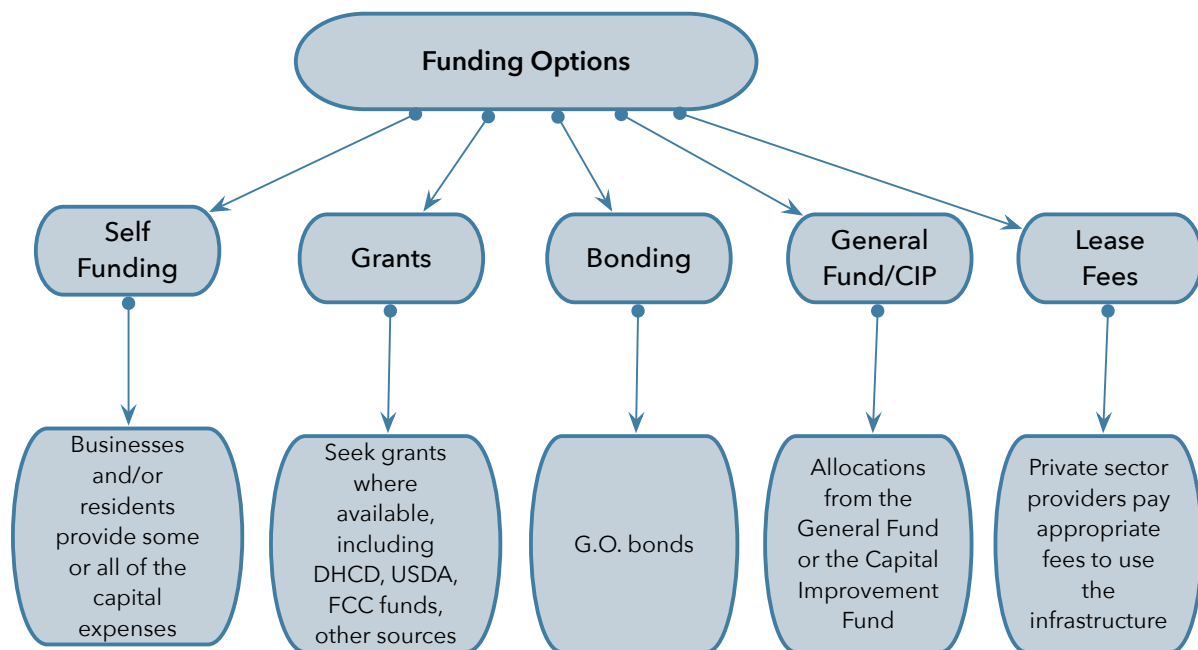 Funding Options
Self
Funding
Grants
Bonding
General
Fund/CIP
Lease
Fees
Businesses
and/or
residents
provide some
or all of the
capital
expenses
Seek grants
where
available,
including
DHCD, USDA,
FCC funds,
other sources
G.O. bonds
Allocations
from the
General Fund
or the Capital
Improvement
Fund
Private sector
providers pay
appropriate
fees to use
the
infrastructure